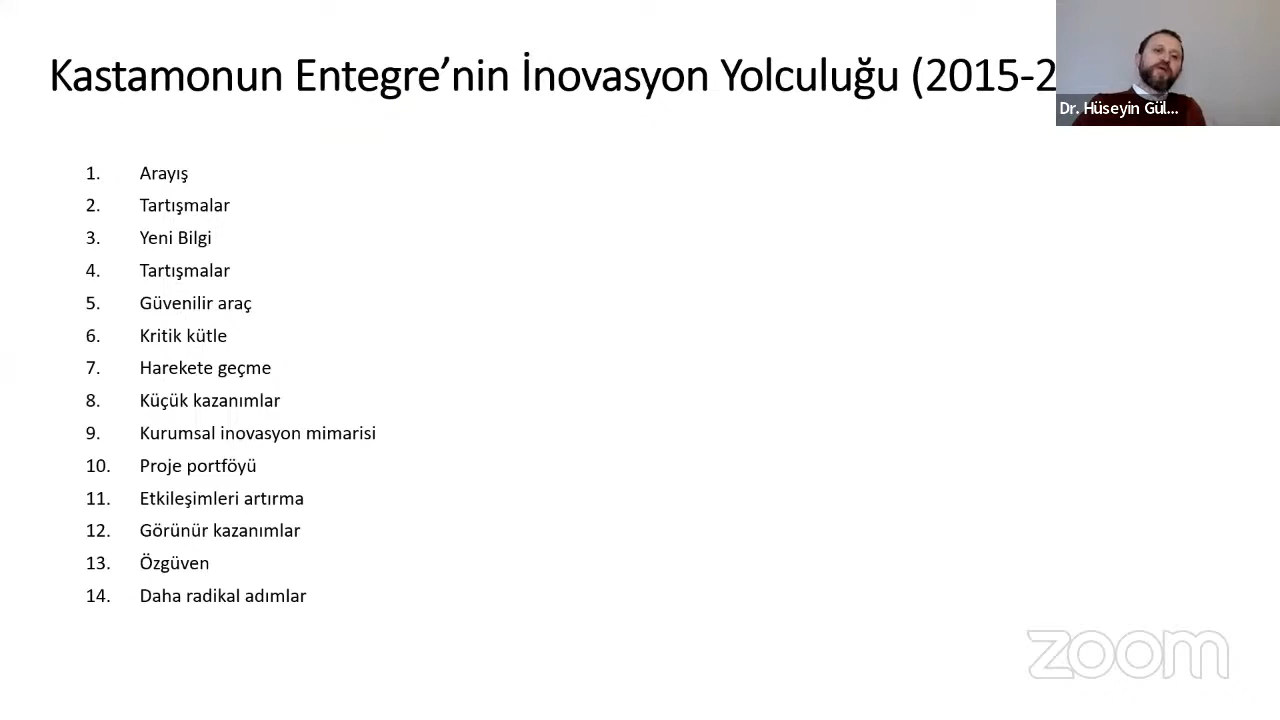 Kastamonun Entegre’nin İnovasyon Yolculuğu (2015-2
Dr. Hüseyin Gül...
1. Arayış
2. Tartışmalar
3. Yeni Bilgi
4. Tartışmalar
5. Güvenilir araç
6. Kritik kütle
7. Harekete geçme
8. Küçük kazanımlar
9. Kurumsal inovasyon mimarisi
10. Proje portföyü
11. Etkileşimleri artırma
12. Görünür kazanımlar
13. Özgüven
14. Daha radikal adımlar
zoom